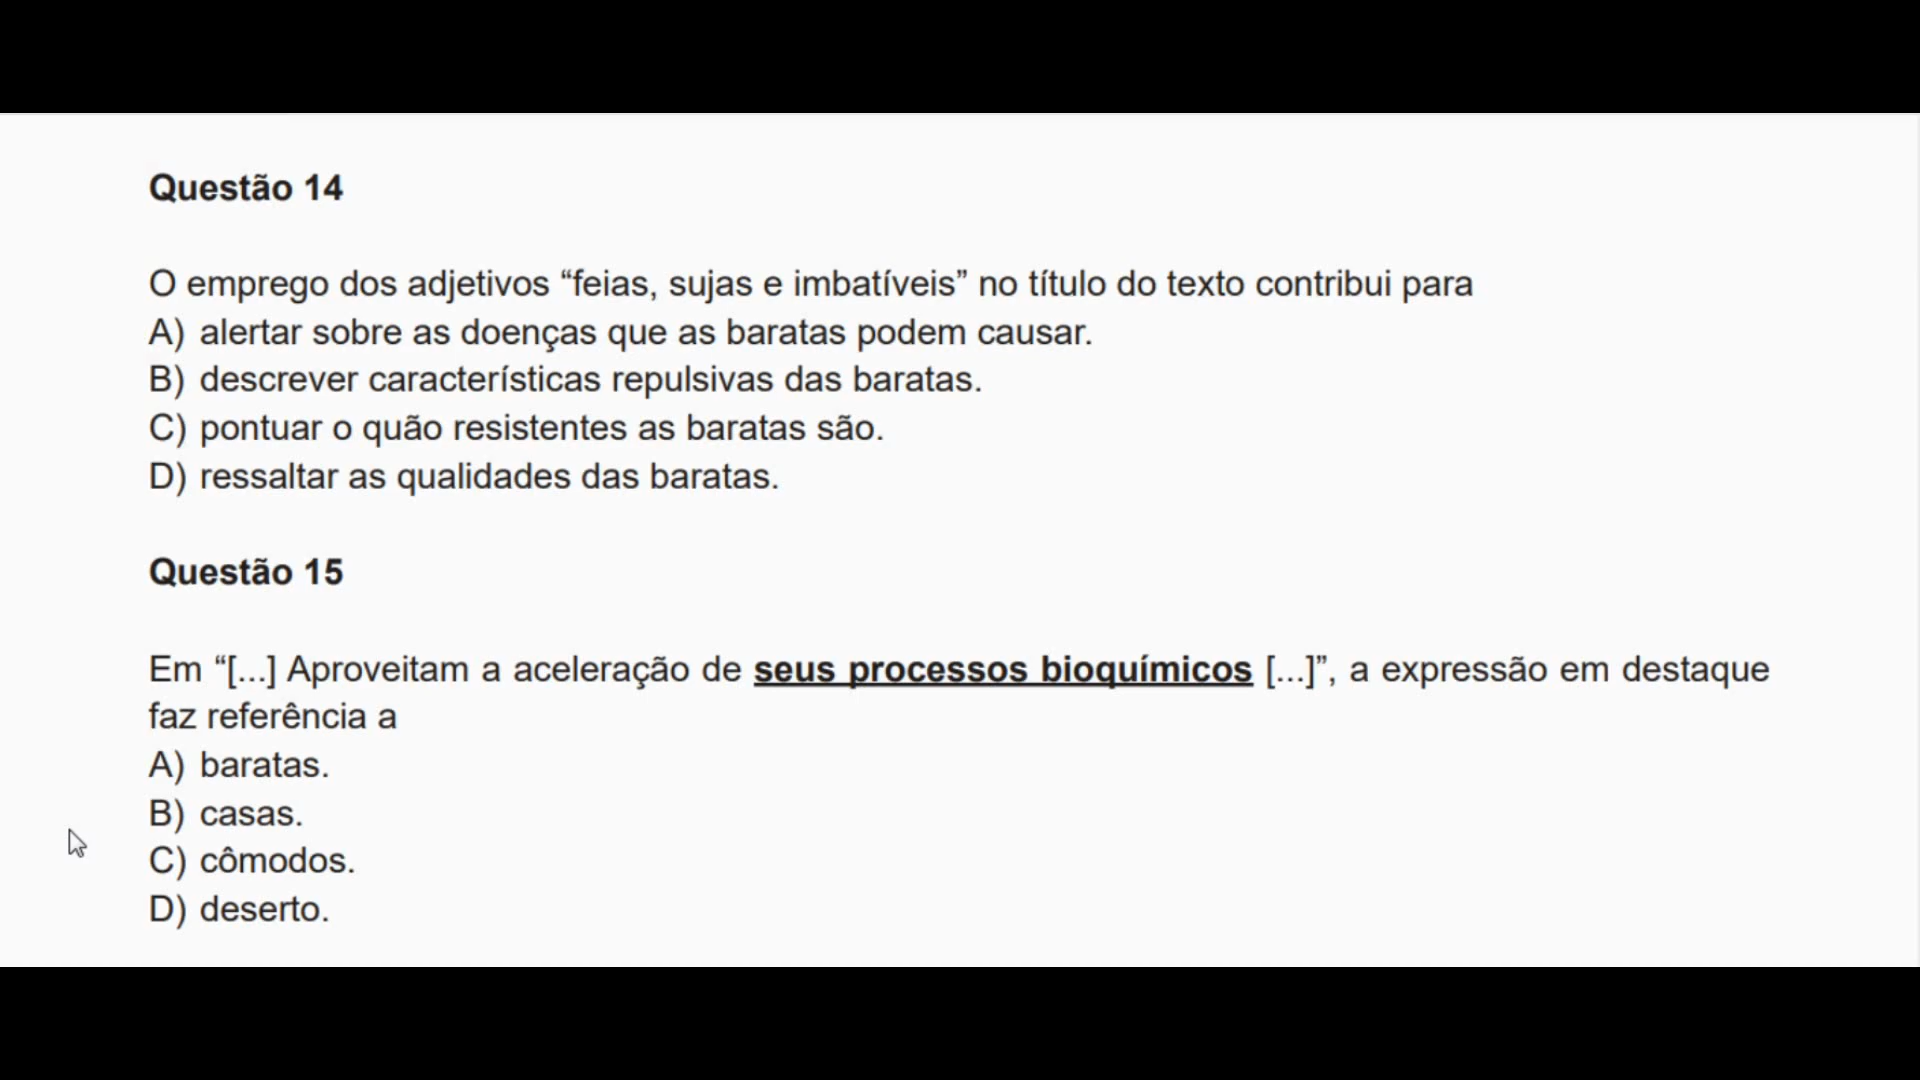 Questão 14
O emprego dos adjetivos “feias, sujas e imbatíveis” no título do texto contribui para
A) alertar sobre as doenças que as baratas podem causar.
B) descrever características repulsivas das baratas.
C) pontuar o quão resistentes as baratas são.
D) ressaltar as qualidades das baratas.
Questão 15
Em “[...] Aproveitam a aceleração de seus processos bioquímicos [...]”, a expressão em destaque
faz referência a
A) baratas.
B) casas.
C) cômodos.
D) deserto.